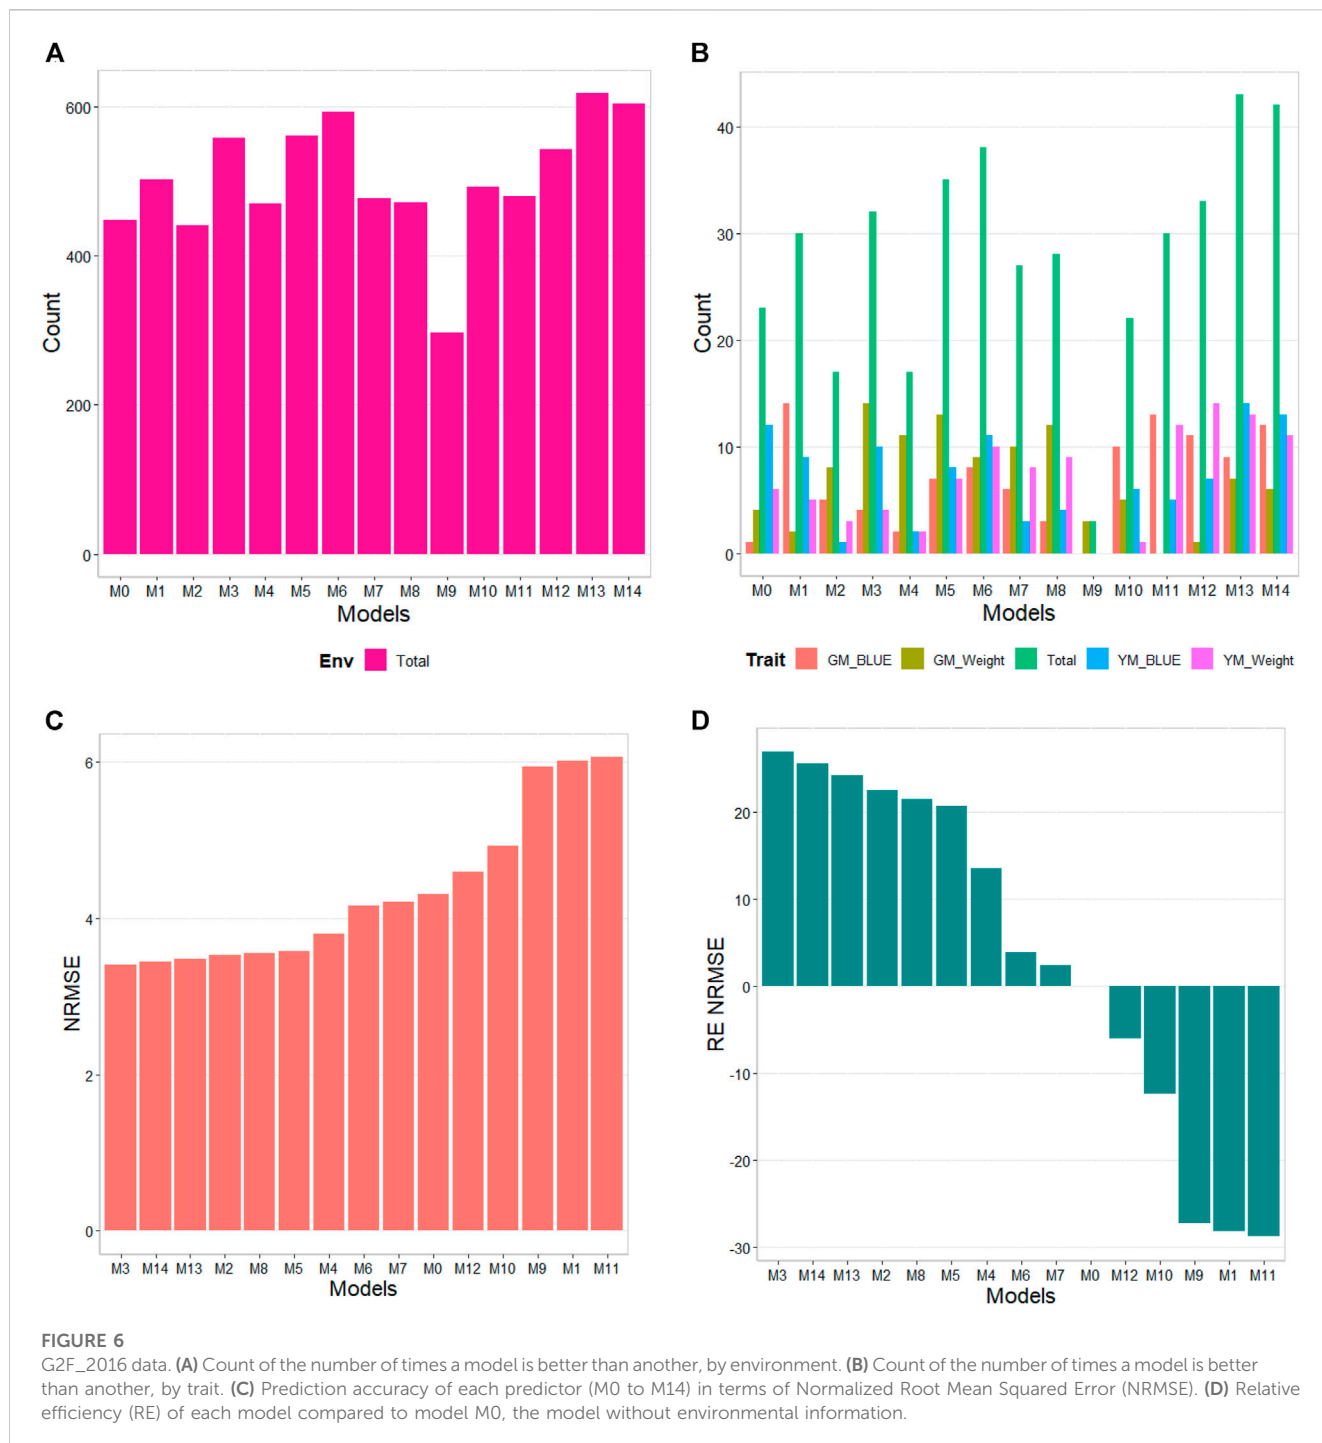 A
600
400
200
0
Count
M0 M1 M2 M3 M4 M5 M6 M7 M8 M9 M10 M11 M12 M13 M14
Models
Env Total
B
40
30
20
10
0
Count
M0 M1 M2 M3 M4 M5 M6 M7 M8 M9 M10 M11 M12 M13 M14
Models
Trait GM_BLUE GM_Weight Total YM_BLUE YM_Weight
C
6
4
2
0
NRMSE
M3 M14 M13 M2 M8 M5 M4 M6 M7 M0 M12 M10 M9 M1 M11
Models
D
20
10
0
-10
-20
-30
RE NRMSE
M3 M14 M13 M2 M8 M5 M4 M6 M7 M0 M12 M10 M9 M1 M11
Models
FIGURE 6
G2F_2016 data. (A) Count of the number of times a model is better than another, by environment. (B) Count of the number of times a model is better
than another, by trait. (C) Prediction accuracy of each predictor (M0 to M14) in terms of Normalized Root Mean Squared Error (NRMSE). (D) Relative
efficiency (RE) of each model compared to model M0, the model without environmental information.